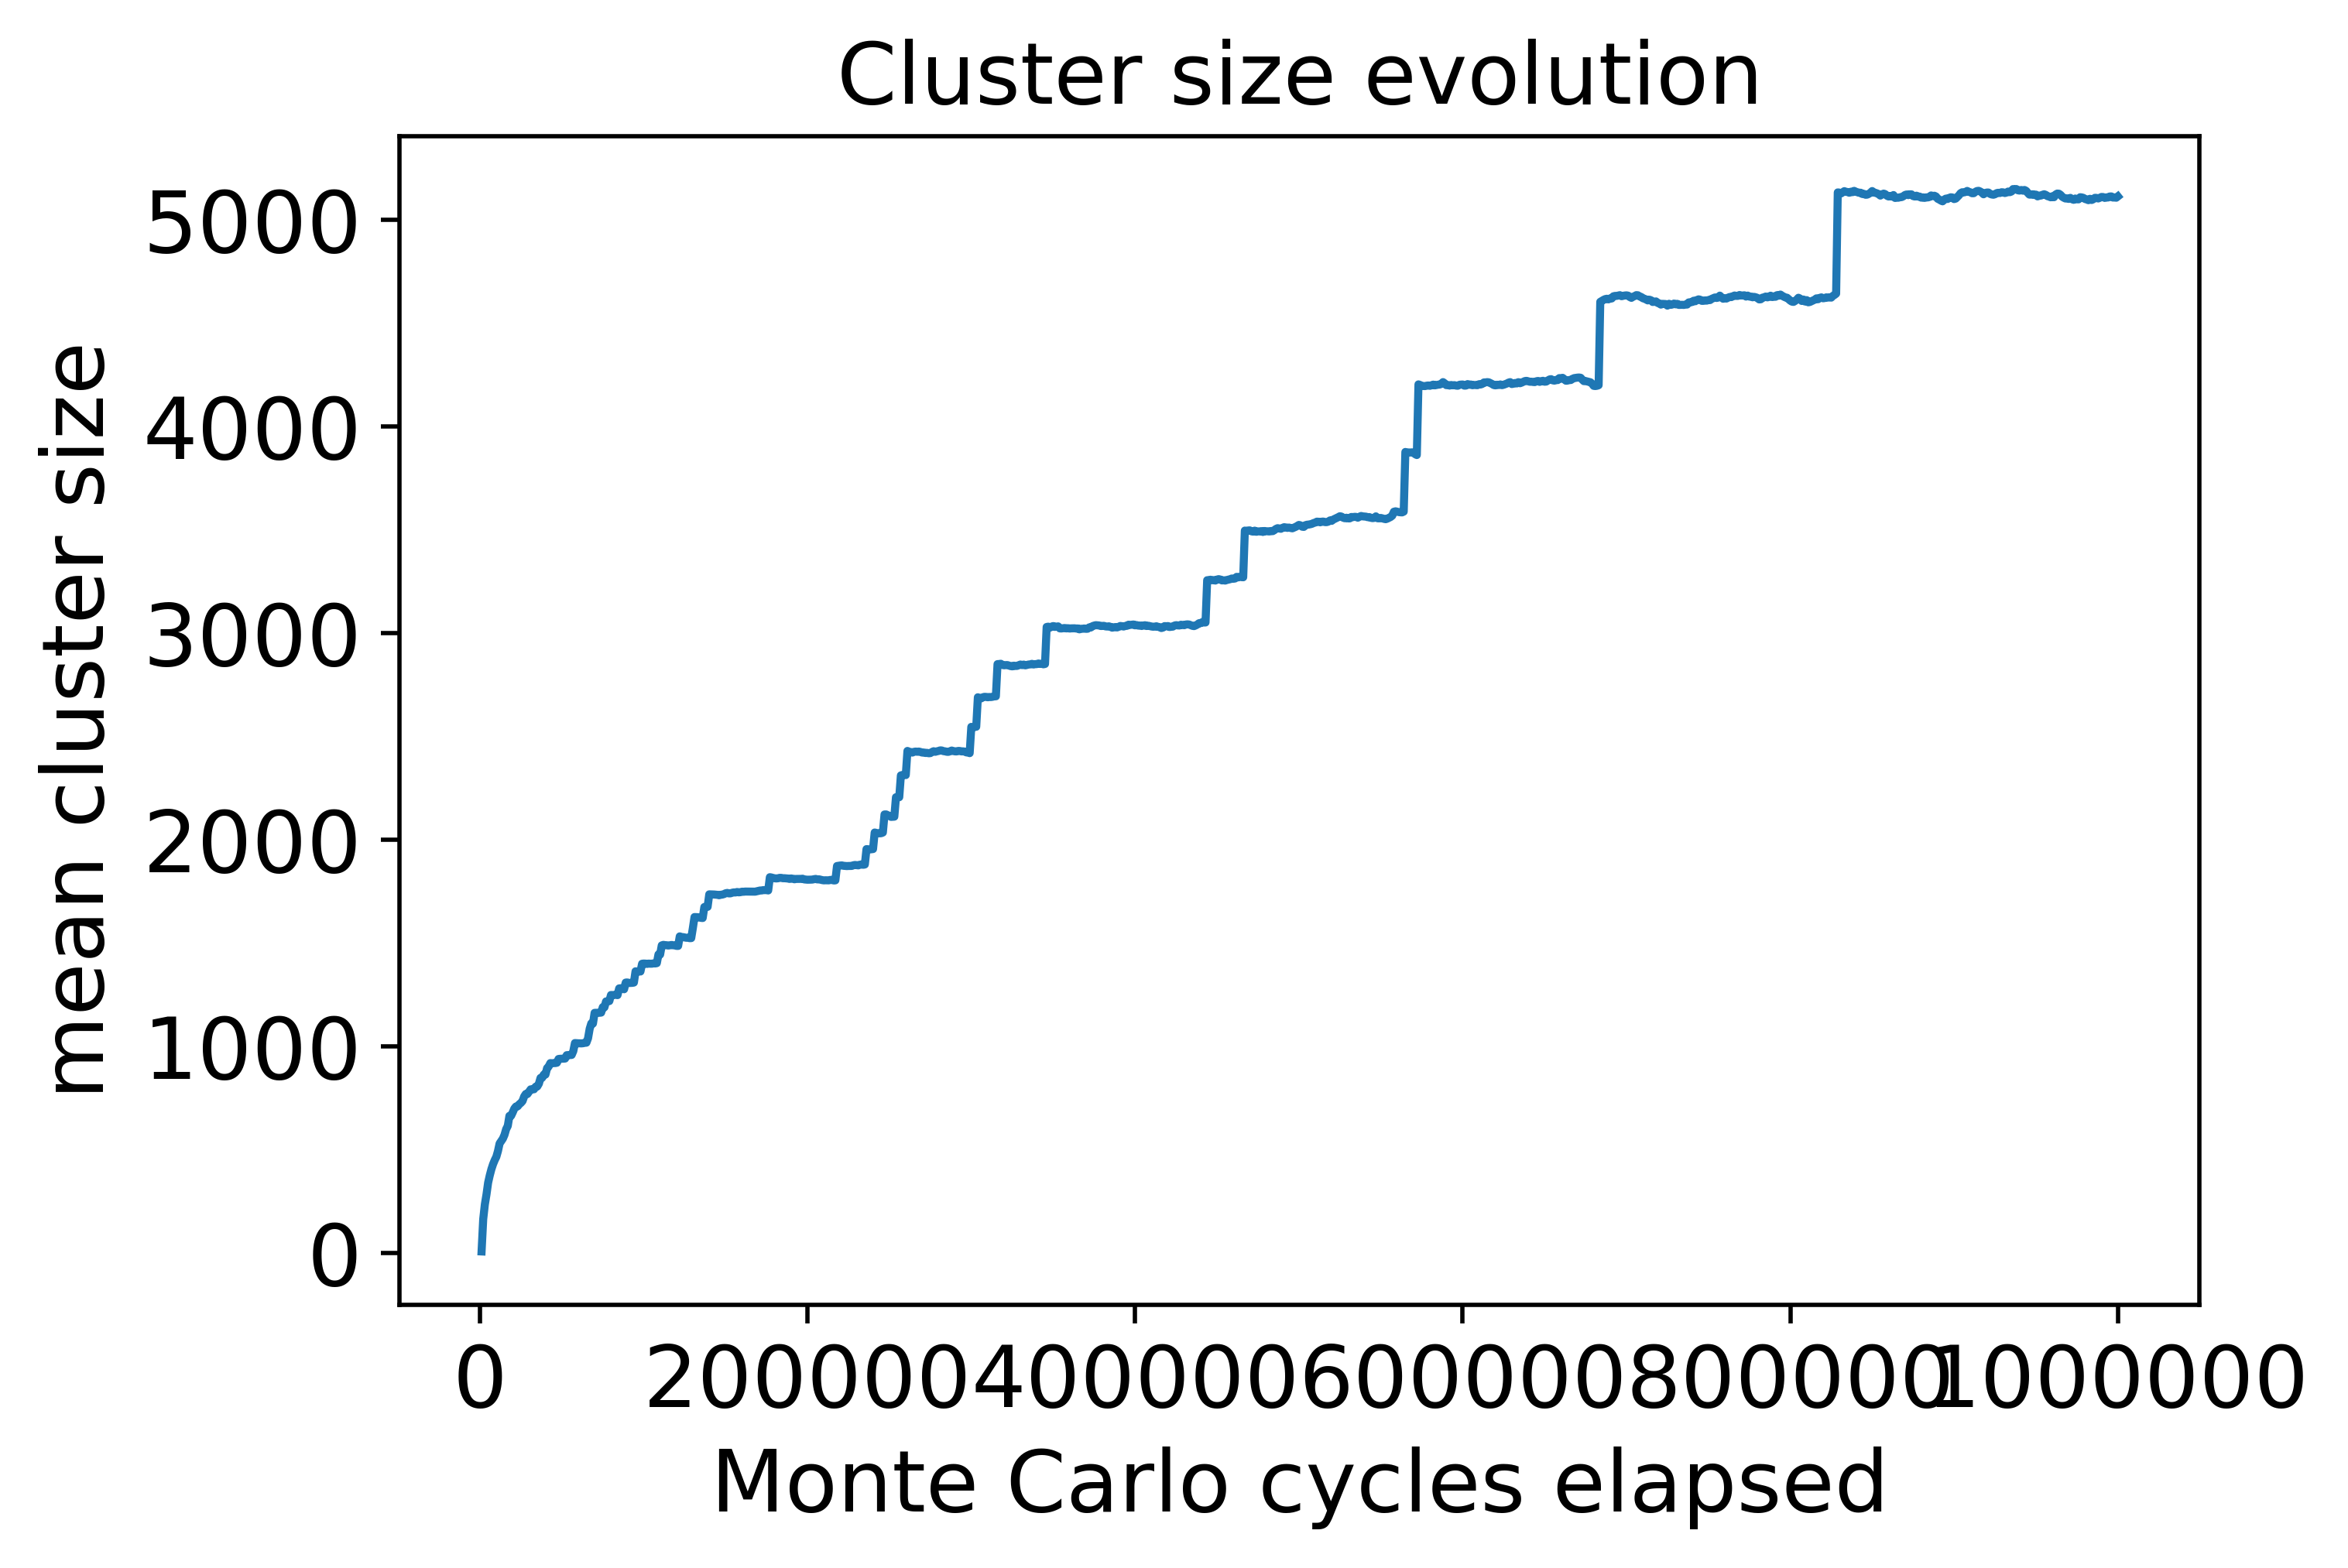 Cluster size evolution
mean cluster size
5000
4000
3000
2000
1000
0
0 200000 400000 600000 800000 1000000
Monte Carlo cycles elapsed